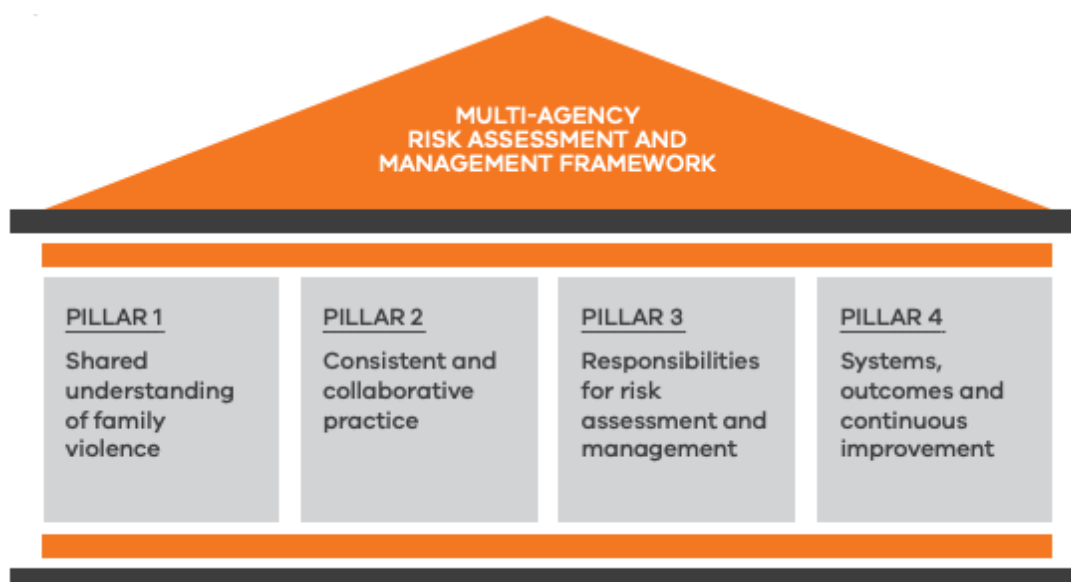 MULTI-AGENCY
RISK ASSESSMENT AND
MANAGEMENT FRAMEWORK
PILLAR 1
Shared
understanding
of family
violence
PILLAR 2
Consistent and
collaborative
practice
PILLAR 3
Responsibilities
for risk
assessment and
management
PILLAR 4
Systems,
outcomes and
continuous
improvement